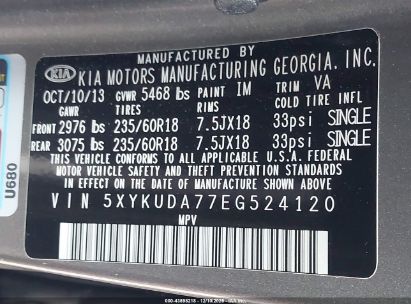 MANUFACTURED BY
KIA KIA MOTORS MANUFACTURING GEORGIA, INC.
OCT/10/13 GVWR 5468 lbs PAINT IM TRIM VA
GAWR TIRES RIMS COLD TIRE INFL
FRONT 2976 lbs 235/60R18 7.5JX18 33psi SINGLE
REAR 3075 lbs 235/60R18 7.5JX18 33psi SINGLE
THIS VEHICLE CONFORMS TO ALL APPLICABLE U.S.A. FEDERAL
MOTOR VEHICLE SAFETY AND THEFT PREVENTION STANDARDS
IN EFFECT ON THE DATE OF MANUFACTURE SHOWN ABOVE
VIN 5XYKUDA77EG524120
MPV
U680